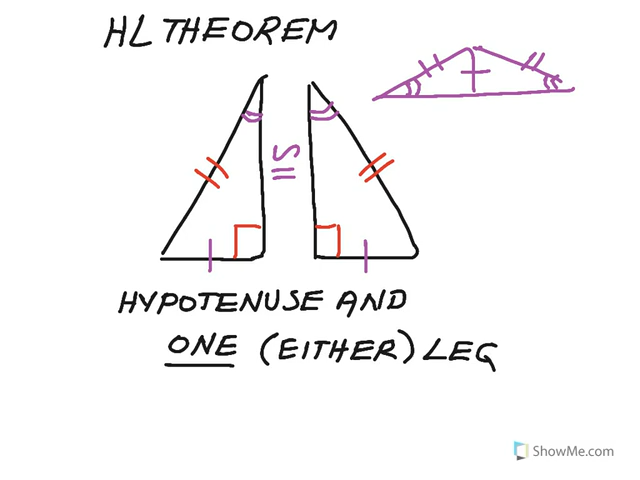 HL THEOREM
≅
HYPOTENUSE AND
ONE (EITHER) LEG
ShowMe.com